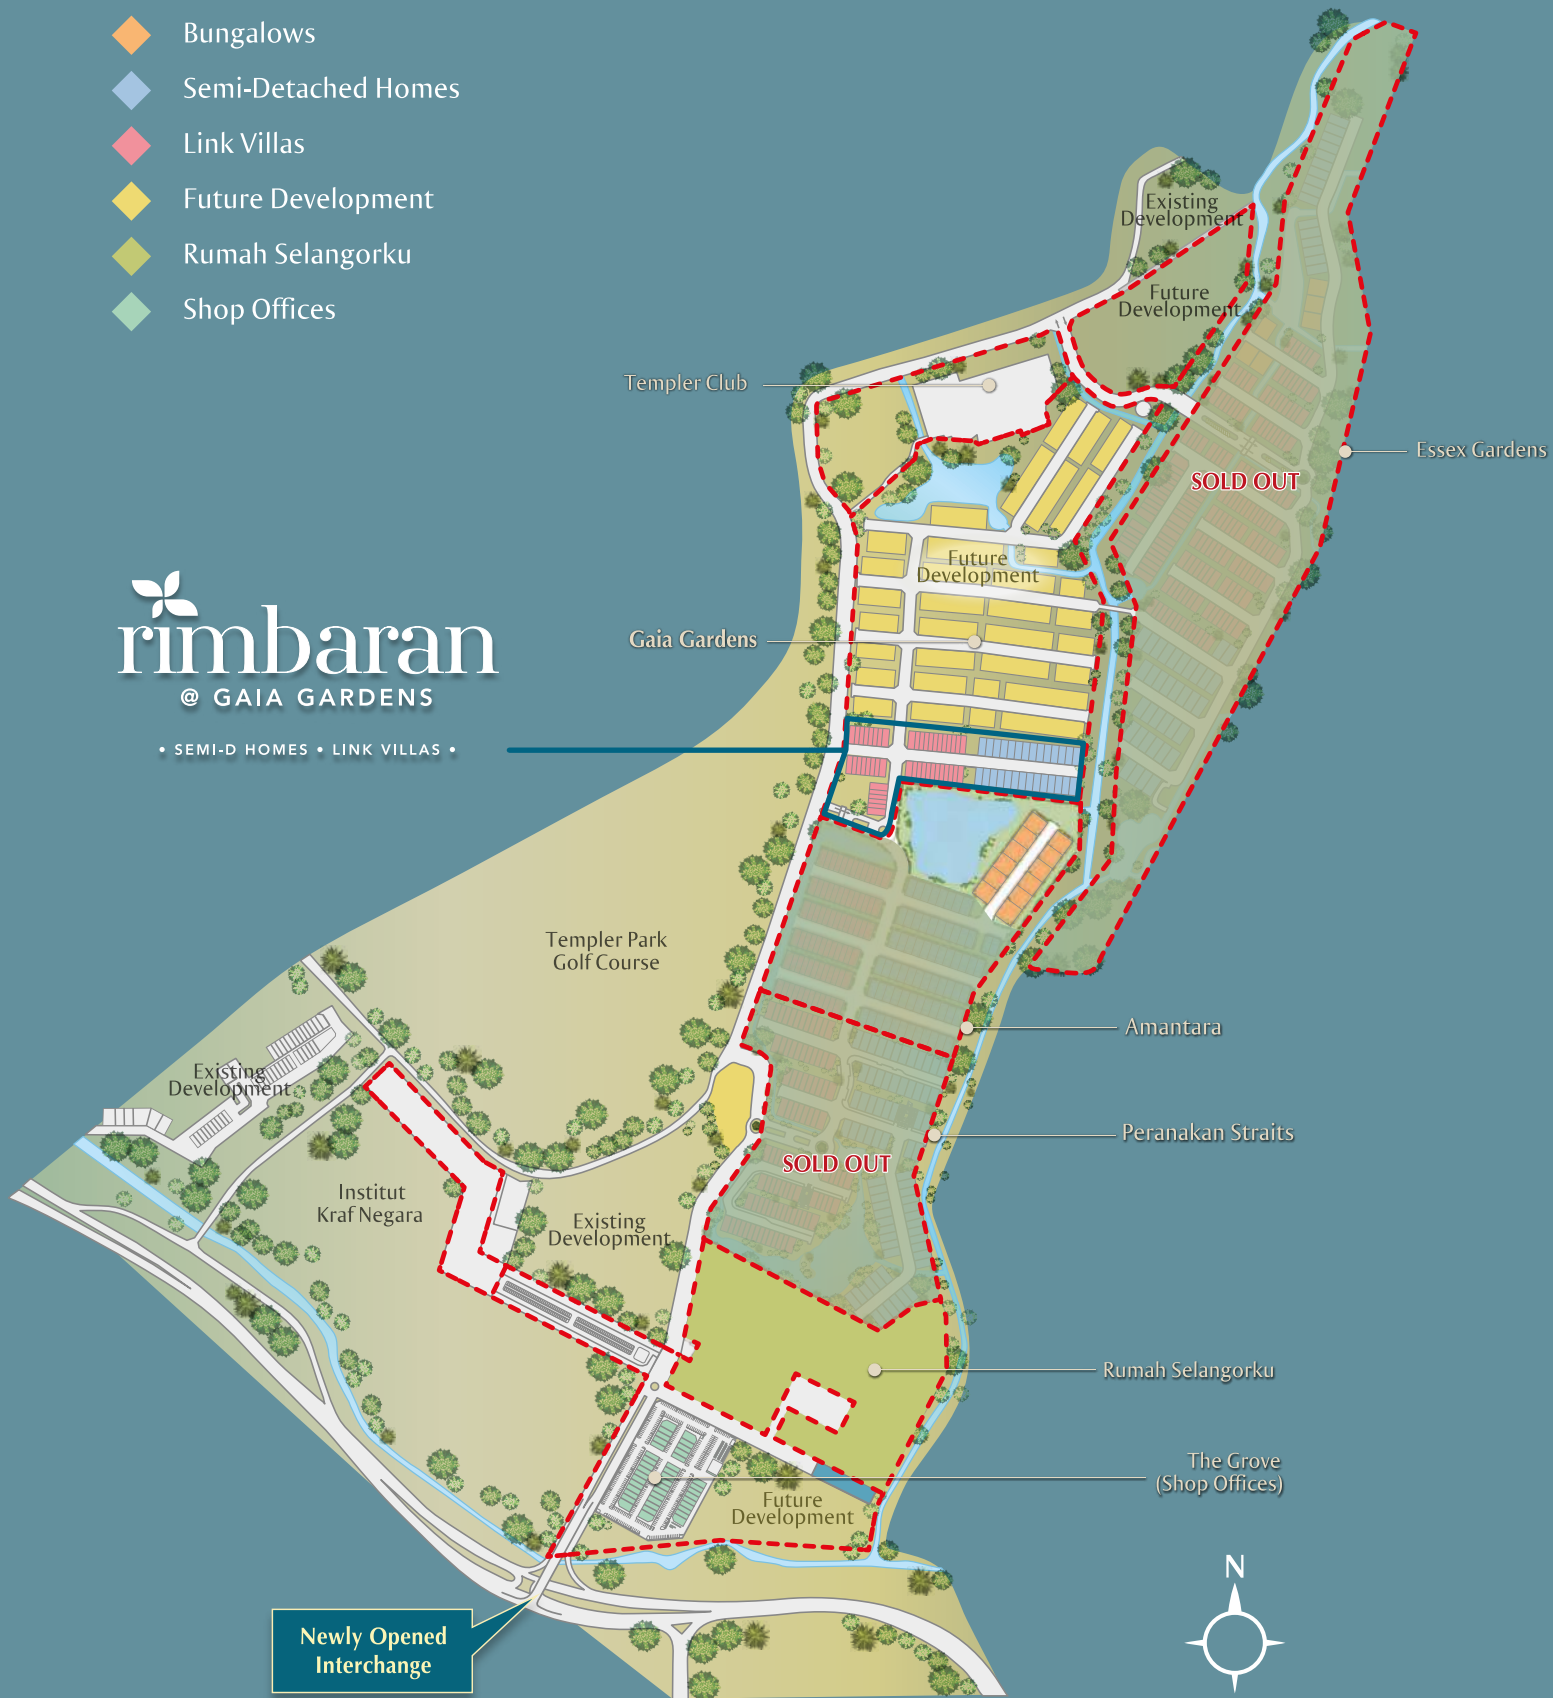 Bungalows
Semi-Detached Homes
Link Villas
Future Development
Rumah Selangorku
Shop Offices
Existing
Development
Future
Development
Templer Club
Essex Gardens
SOLD OUT
Future
Development
rimbaran
@ GAIA GARDENS
• SEMI-D HOMES • LINK VILLAS •
Gaia Gardens
Templer Park
Golf Course
Amantara
Existing
Development
Peranakan Straits
SOLD OUT
Institut
Kraf Negara
Existing
Development
Rumah Selangorku
The Grove
(Shop Offices)
Future
Development
N
Newly Opened
Interchange